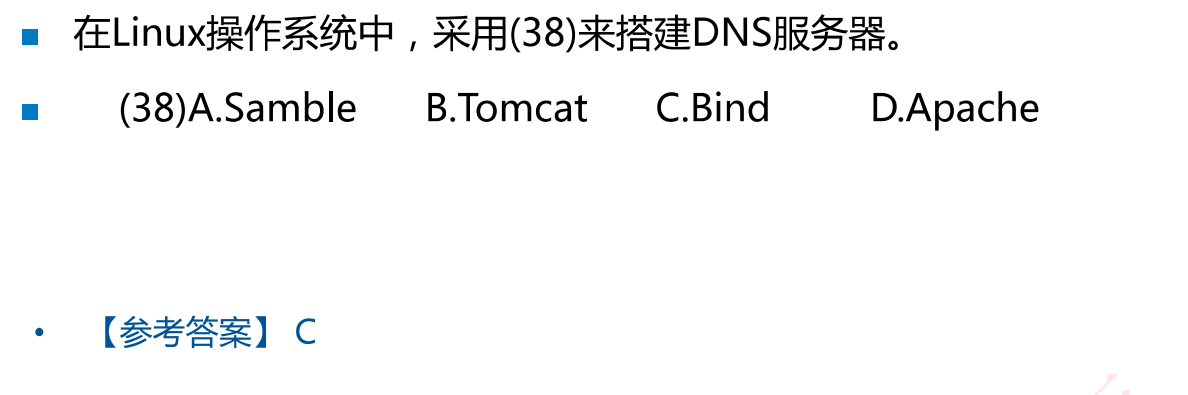 ■ 在Linux操作系统中，采用(38)来搭建DNS服务器。
■ (38)A.Samble B.Tomcat C.Bind D.Apache
• 【参考答案】 C